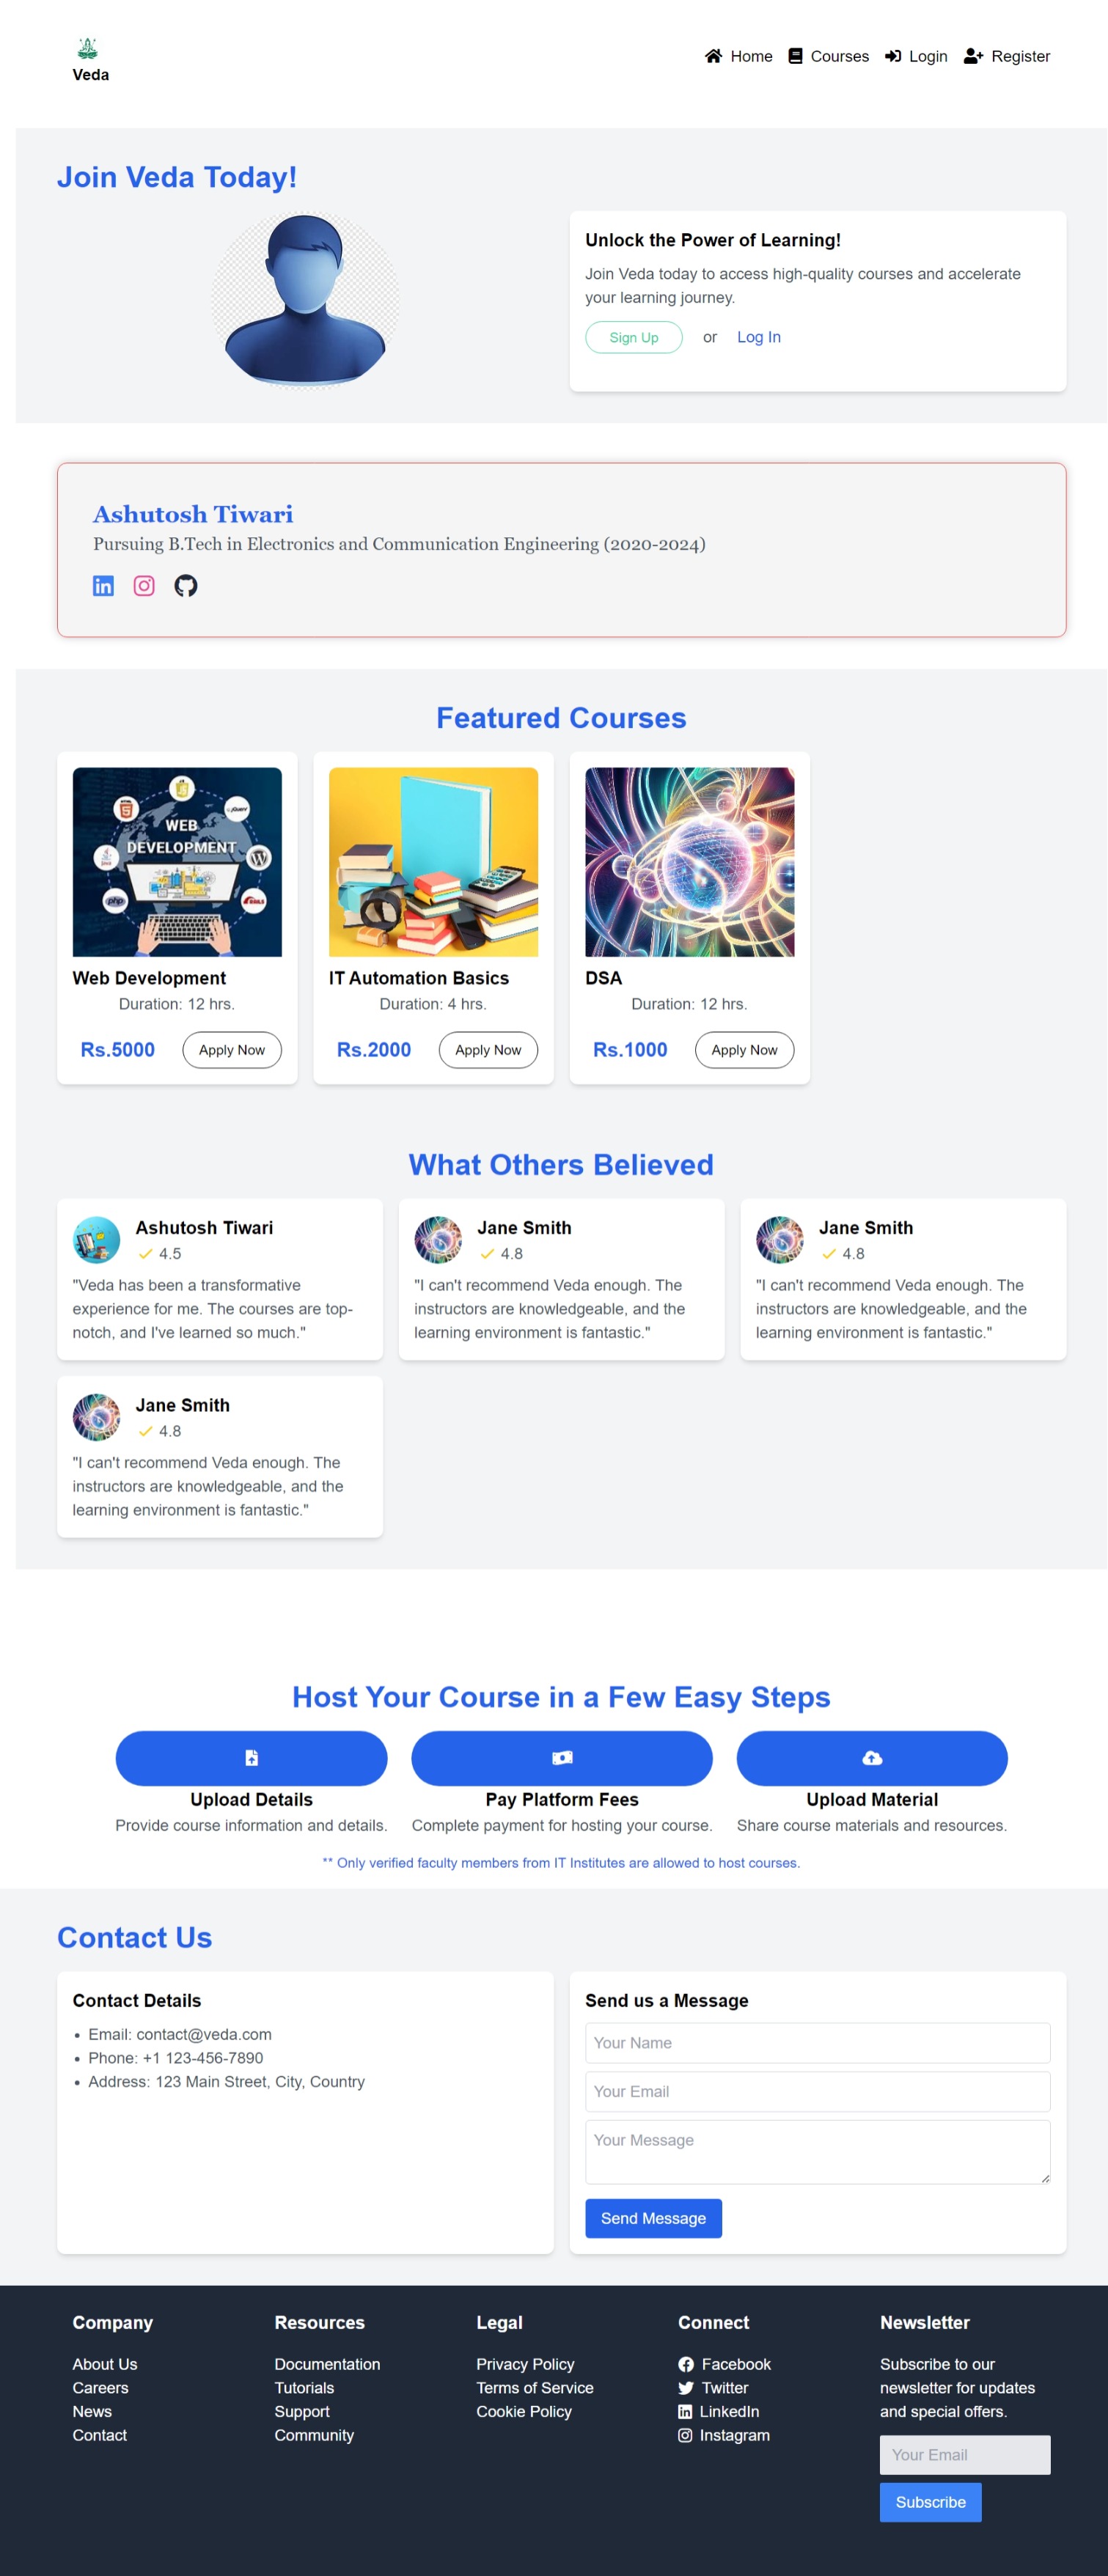 Veda
Home
Courses
Login
Register
Join Veda Today!
Unlock the Power of Learning!
Join Veda today to access high-quality courses and accelerate
your learning journey.
Sign Up or Log In
Ashutosh Tiwari
Pursuing B.Tech in Electronics and Communication Engineering (2020-2024)
Featured Courses
WEB
DEVELOPMENT
HTML
jQuery
Java
php
Web Development
Duration: 12 hrs.
Rs.5000
Apply Now
IT Automation Basics
Duration: 4 hrs.
Rs.2000
Apply Now
DSA
Duration: 12 hrs.
Rs.1000
Apply Now
What Others Believed
Ashutosh Tiwari
4.5
"Veda has been a transformative
experience for me. The courses are top-
notch, and I've learned so much."
Jane Smith
4.8
"I can't recommend Veda enough. The
instructors are knowledgeable, and the
learning environment is fantastic."
Jane Smith
4.8
"I can't recommend Veda enough. The
instructors are knowledgeable, and the
learning environment is fantastic."
Jane Smith
4.8
"I can't recommend Veda enough. The
instructors are knowledgeable, and the
learning environment is fantastic."
Host Your Course in a Few Easy Steps
Upload Details
Provide course information and details.
Pay Platform Fees
Complete payment for hosting your course.
Upload Material
Share course materials and resources.
** Only verified faculty members from IT Institutes are allowed to host courses.
Contact Us
Contact Details
• Email: contact@veda.com
• Phone: +1 123-456-7890
• Address: 123 Main Street, City, Country
Send us a Message
Your Name
Your Email
Your Message
Send Message
Company
About Us
Careers
News
Contact
Resources
Documentation
Tutorials
Support
Community
Legal
Privacy Policy
Terms of Service
Cookie Policy
Connect
Facebook
Twitter
LinkedIn
Instagram
Newsletter
Subscribe to our
newsletter for updates
and special offers.
Your Email
Subscribe